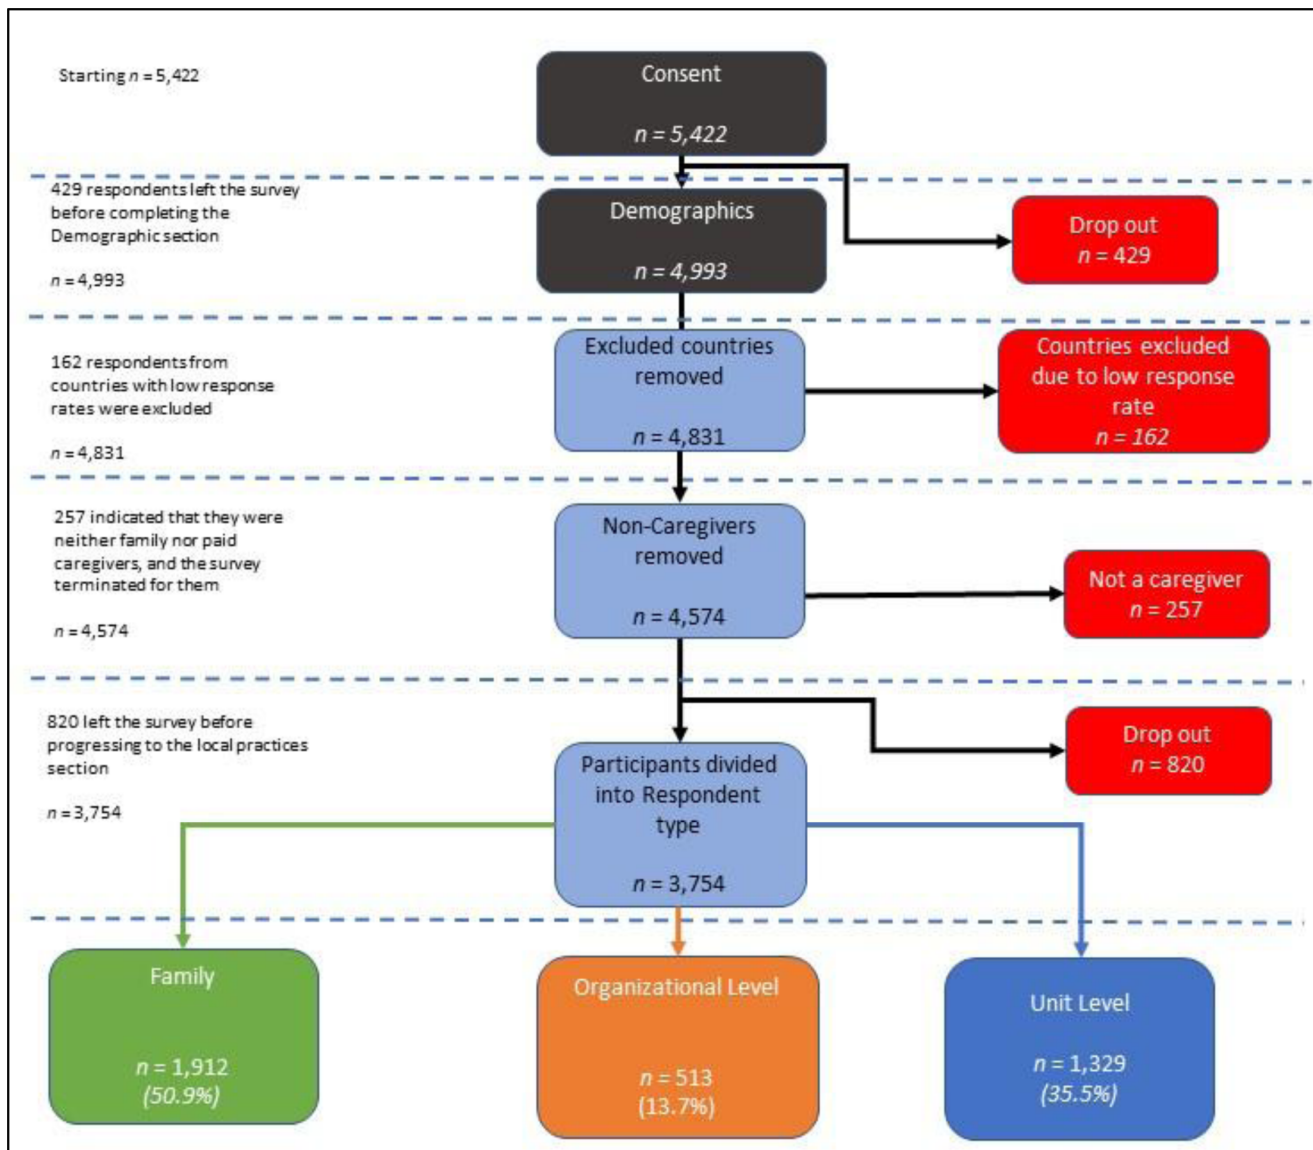 Starting n = 5,422
Consent
n = 5,422
429 respondents left the survey
before completing the
Demographic section
n = 4,993
Demographics
n = 4,993
Drop out
n = 429
162 respondents from
countries with low response
rates were excluded
n = 4,831
Excluded countries
removed
n = 4,831
Countries excluded
due to low response
rate
n = 162
257 indicated that they were
neither family nor paid
caregivers, and the survey
terminated for them
n = 4,574
Non-Caregivers
removed
n = 4,574
Not a caregiver
n = 257
820 left the survey before
progressing to the local practices
section
n = 3,754
Participants divided
into Respondent
type
n = 3,754
Drop out
n = 820
Family
n = 1,912
(50.9%)
Organizational Level
n = 513
(13.7%)
Unit Level
n = 1,329
(35.5%)